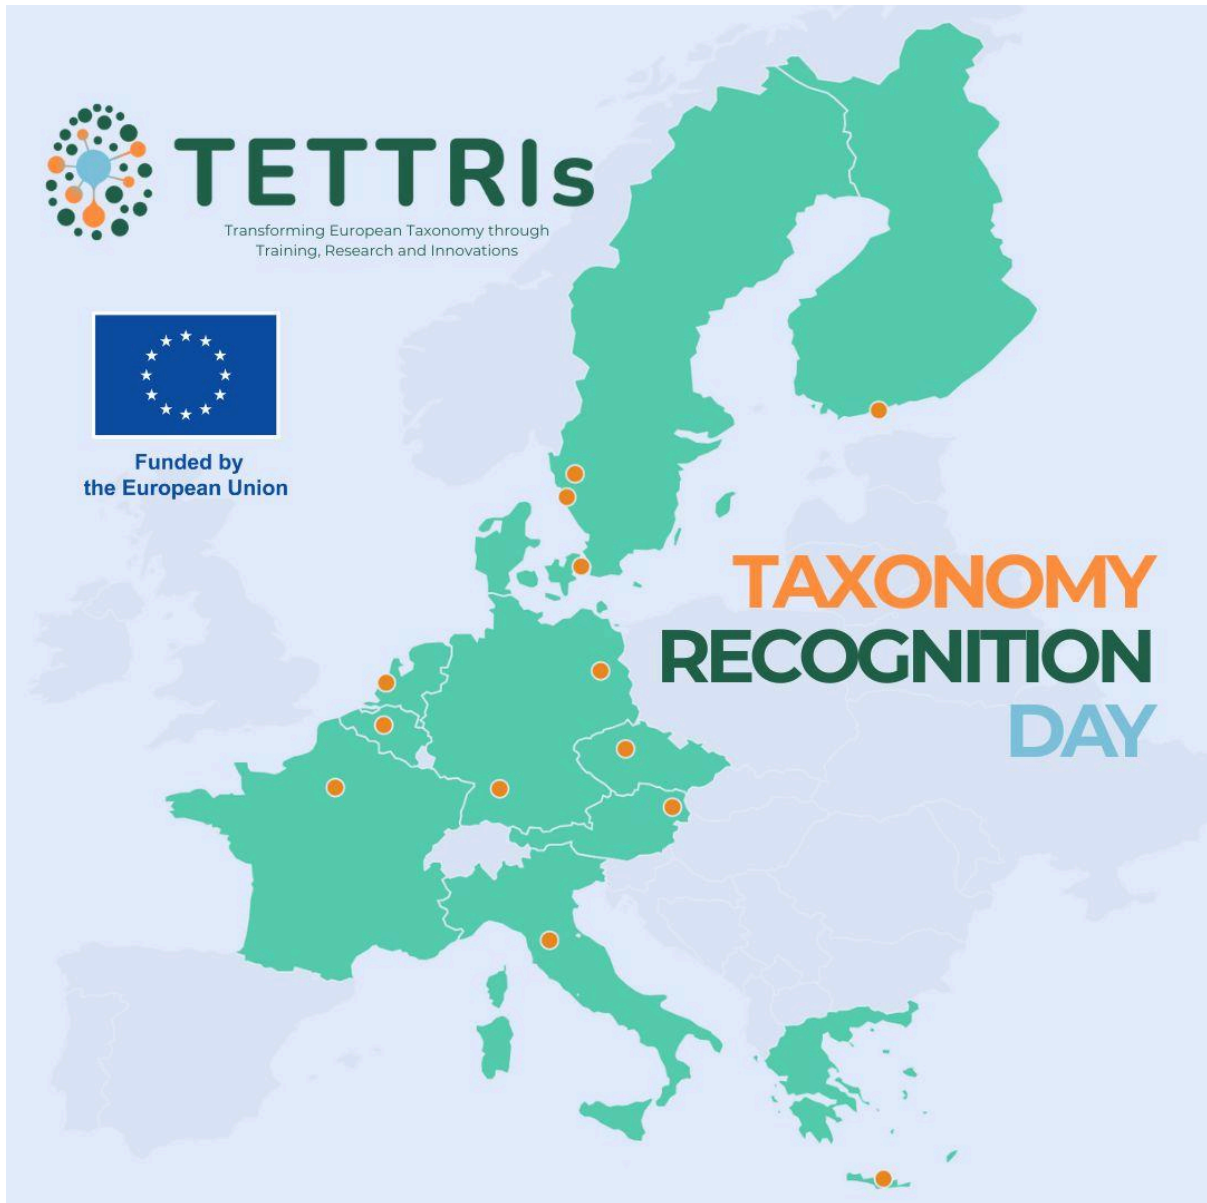 TETTRIs
Transforming European Taxonomy through
Training, Research and Innovations
Funded by
the European Union
TAXONOMY
RECOGNITION
DAY